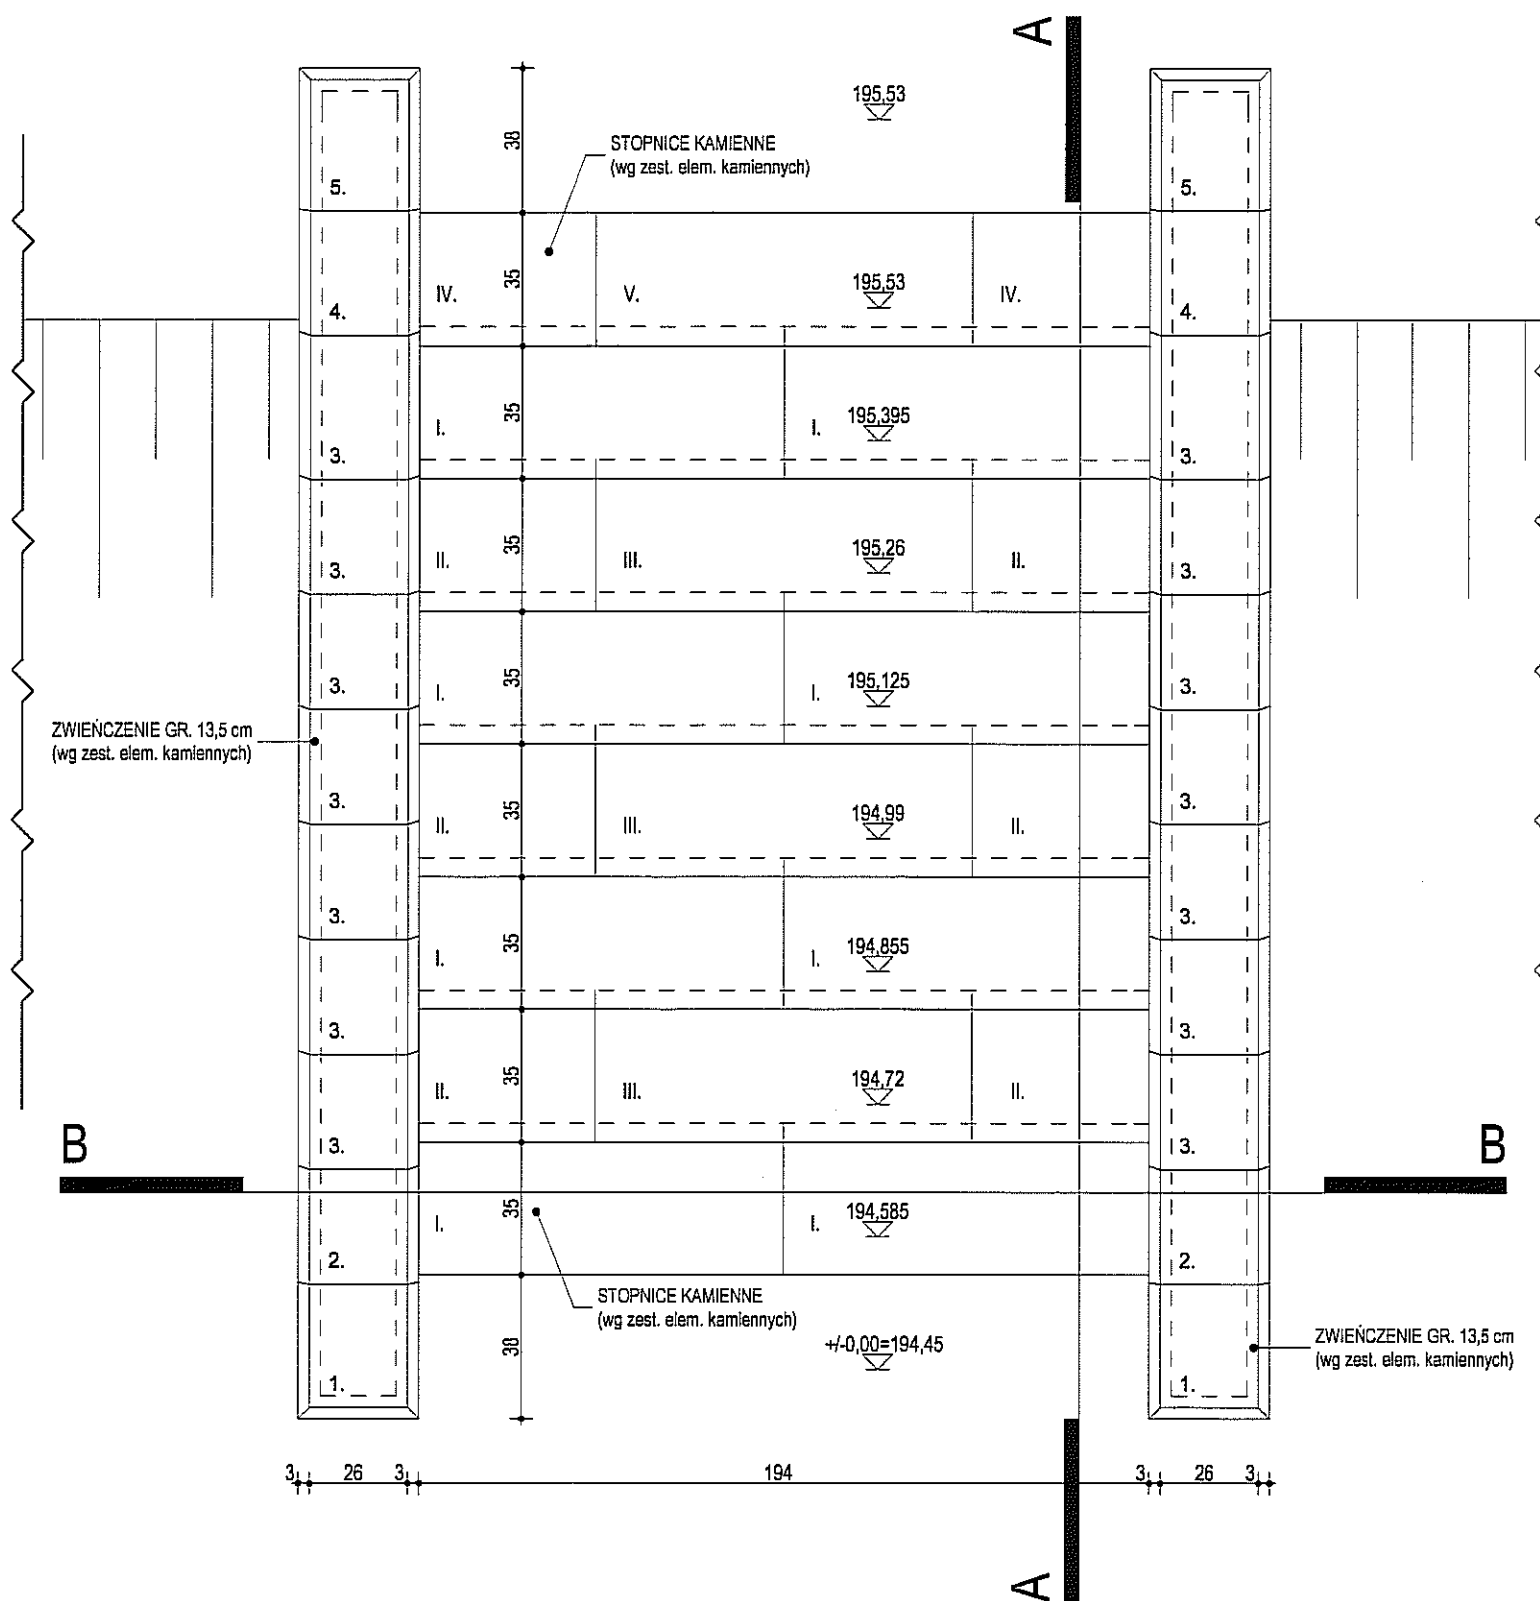 A
195,53
38
STOPNICE KAMIENNE
(wg zest. elem. kamiennych)
5.
5.
35
IV.
V.
195,53
IV.
4.
4.
35
I.
I.
195,395
3.
3.
35
II.
III.
195,26
II.
3.
3.
35
I.
I.
195,125
3.
3.
ZWIEŃCZENIE GR. 13,5 cm
(wg zest. elem. kamiennych)
35
II.
III.
194,99
II.
3.
3.
35
I.
I.
194,855
3.
3.
3.
3.
35
II.
III.
194,72
II.
B
B
3.
3.
35
I.
I.
194,585
2.
2.
STOPNICE KAMIENNE
(wg zest. elem. kamiennych)
38
+/-0,00=194,45
ZWIEŃCZENIE GR. 13,5 cm
(wg zest. elem. kamiennych)
1.
1.
3 26 3 194 3 26 3
A